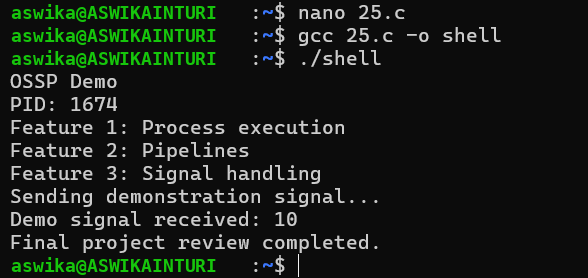 aswika@ASWIKAINTURI   :~$ nano 25.c
aswika@ASWIKAINTURI   :~$ gcc 25.c -o shell
aswika@ASWIKAINTURI   :~$ ./shell
OSSP Demo
PID: 1674
Feature 1: Process execution
Feature 2: Pipelines
Feature 3: Signal handling
Sending demonstration signal...
Demo signal received: 10
Final project review completed.
aswika@ASWIKAINTURI   :~$